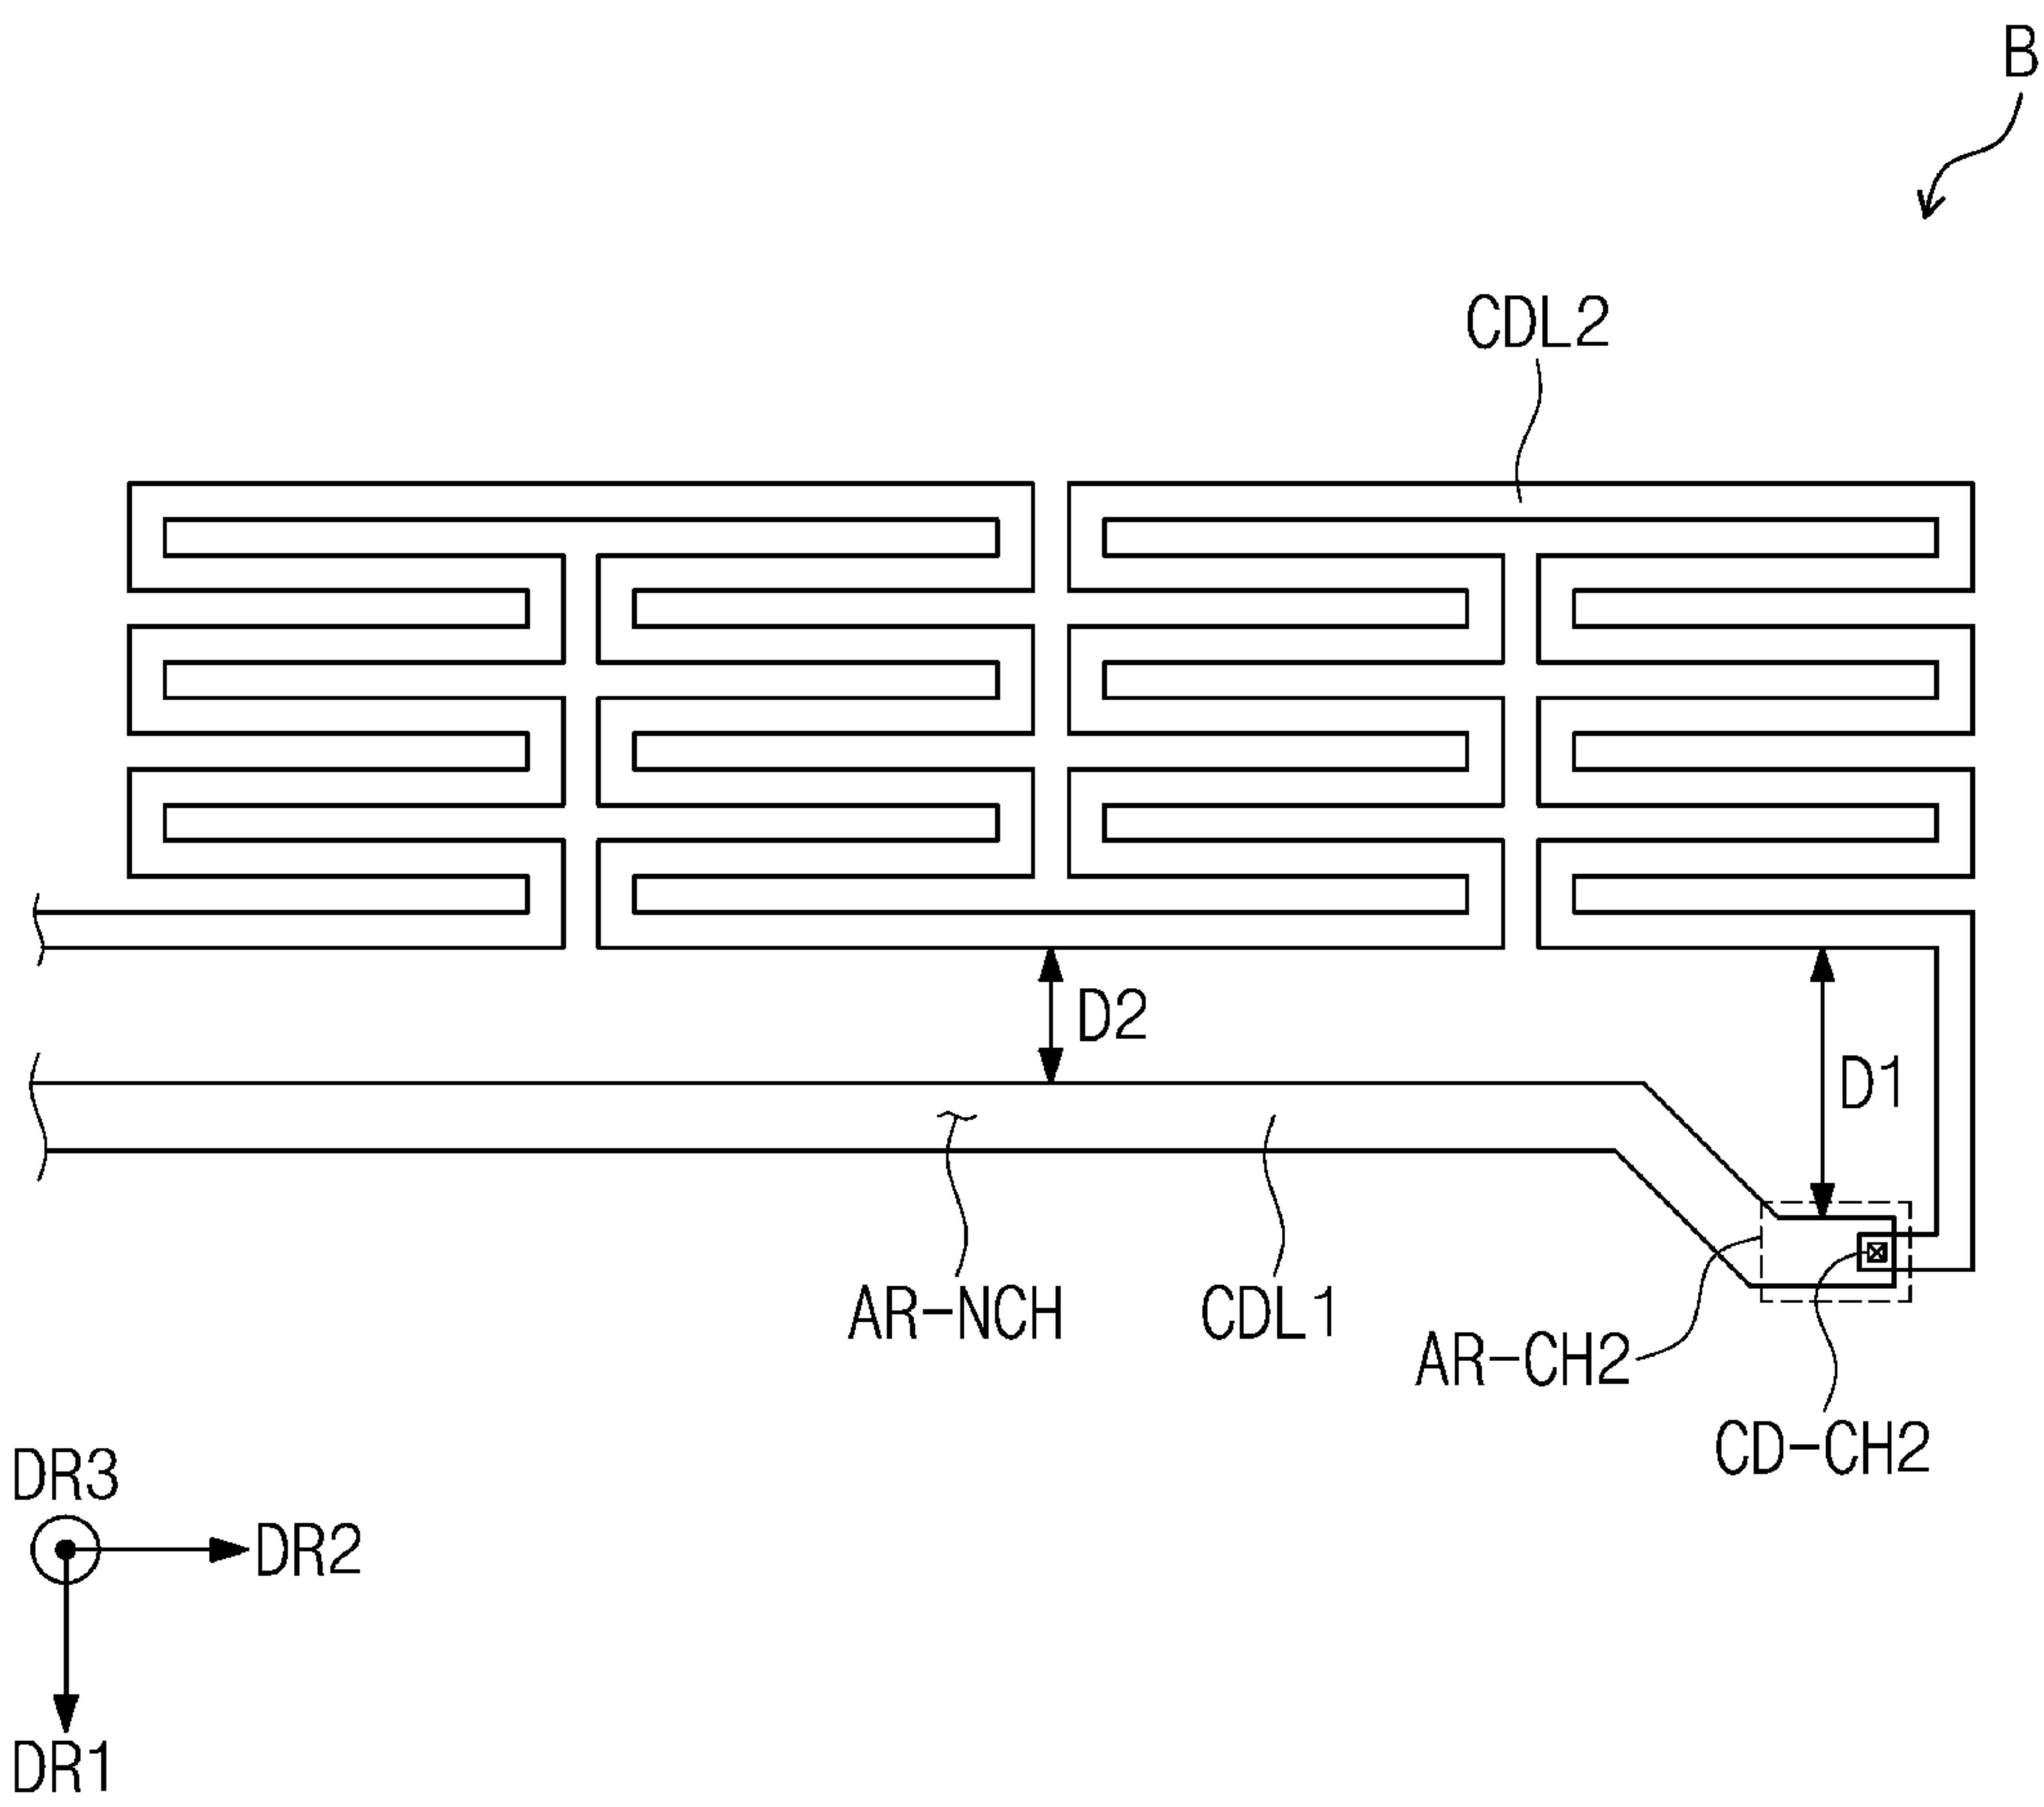 B
CDL2
D2
D1
AR-NCH
CDL1
AR-CH2
CD-CH2
DR3
DR2
DR1